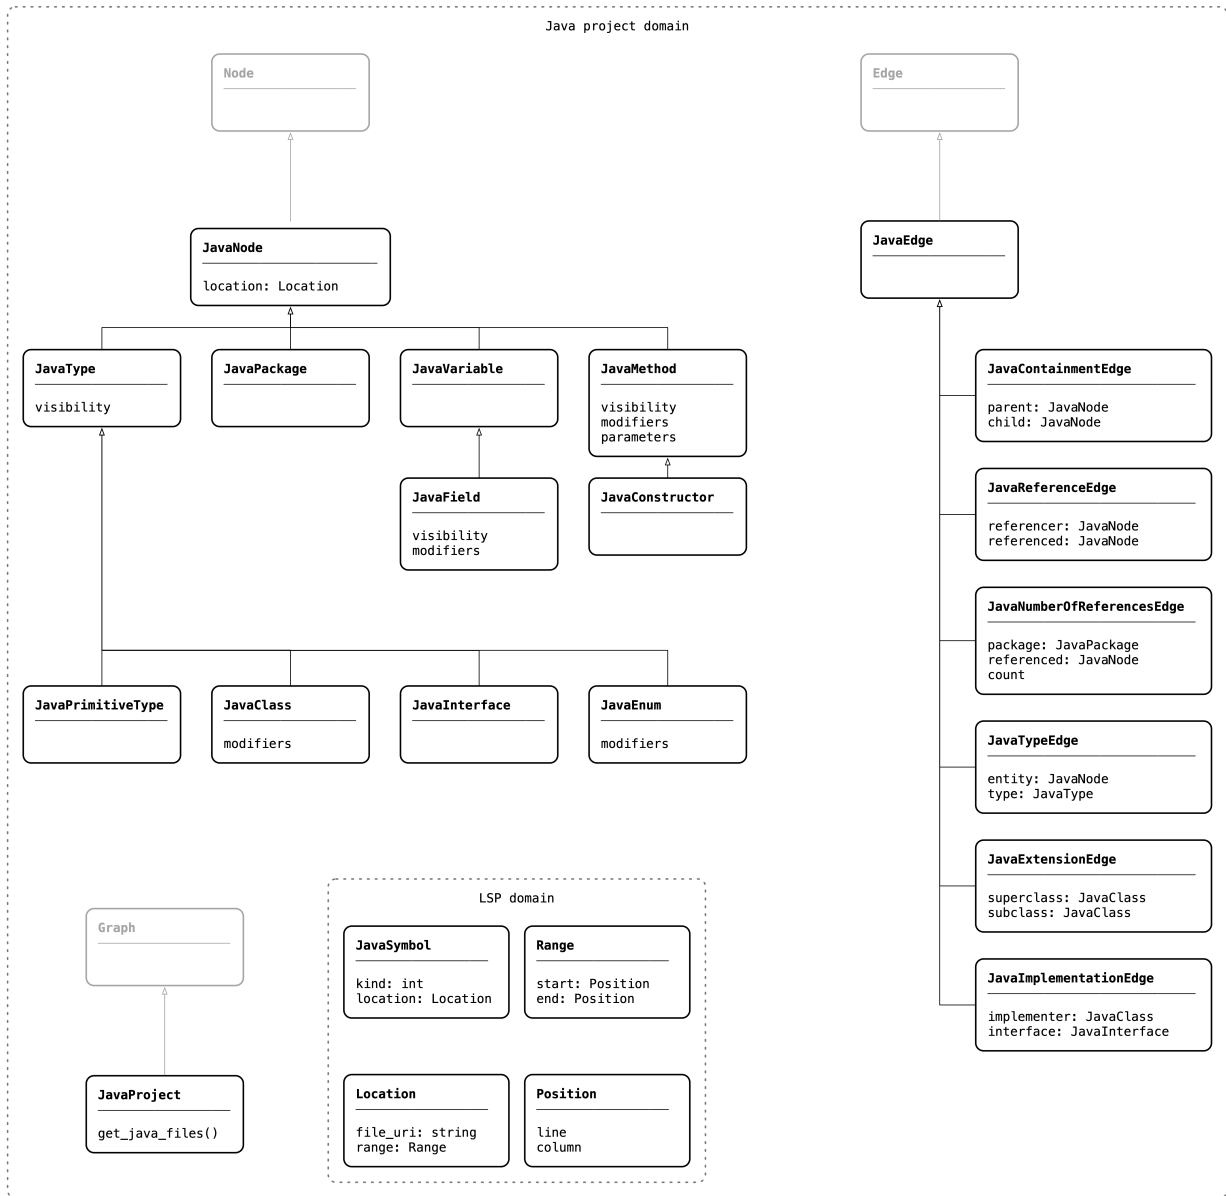 Java project domain
Node
Edge
JavaNode
location: Location
JavaEdge
JavaType
visibility
JavaPackage
JavaVariable
JavaMethod
visibility
modifiers
parameters
JavaField
visibility
modifiers
JavaConstructor
JavaPrimitiveType
JavaClass
modifiers
JavaInterface
JavaEnum
modifiers
JavaContainmentEdge
parent: JavaNode
child: JavaNode
JavaReferenceEdge
referencer: JavaNode
referenced: JavaNode
JavaNumberOfReferencesEdge
package: JavaPackage
referenced: JavaNode
count
JavaTypeEdge
entity: JavaNode
type: JavaType
JavaExtensionEdge
superclass: JavaClass
subclass: JavaClass
JavaImplementationEdge
implementer: JavaClass
interface: JavaInterface
Graph
JavaProject
get_java_files()
LSP domain
JavaSymbol
kind: int
location: Location
Range
start: Position
end: Position
Location
file_uri: string
range: Range
Position
line
column